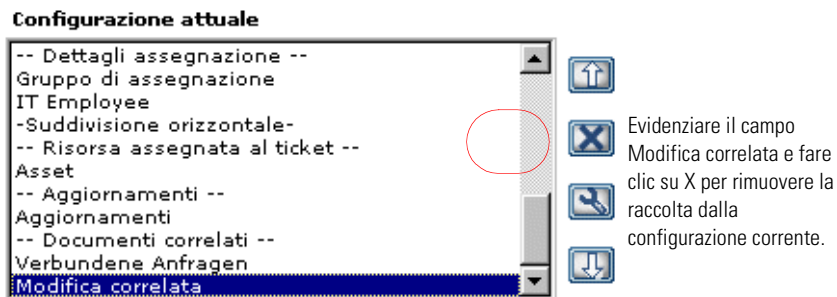 Configurazione attuale
-- Dettagli assegnazione --
Gruppo di assegnazione
IT Employee
-Suddivisione orizzontale-
-- Risorsa assegnata al ticket --
Asset
-- Aggiornamenti --
Aggiornamenti
-- Documenti correlati --
Verbundene Anfragen
Modifica correlata
Evidenziare il campo
Modifica correlata e fare
clic su X per rimuovere la
raccolta dalla
configurazione corrente.